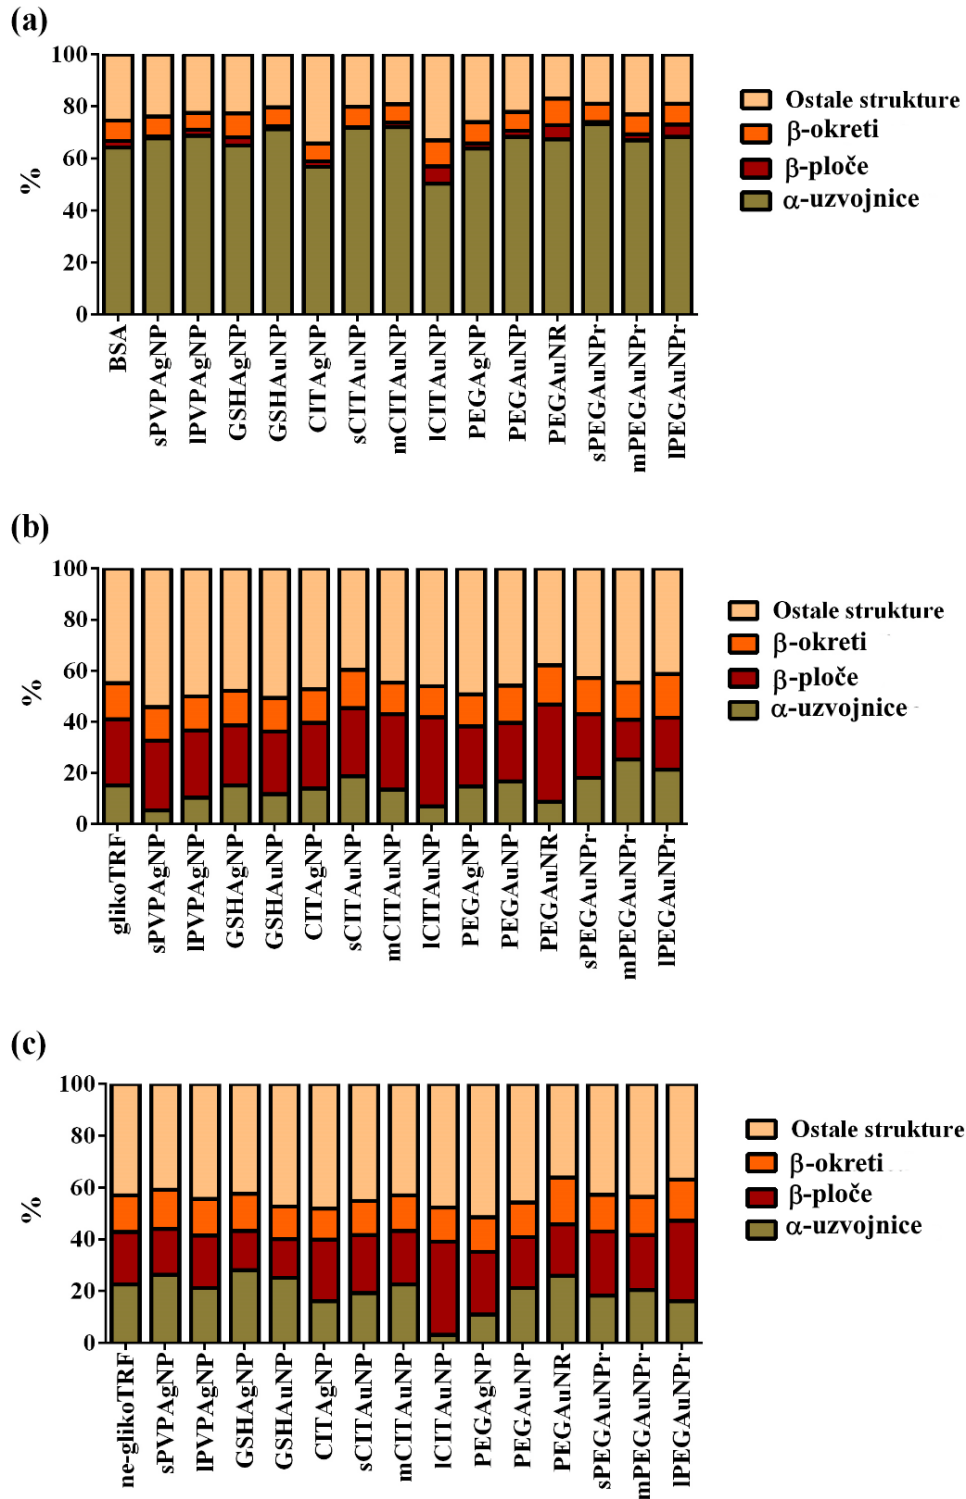 (a)
100
80
60
40
20
0
%
BSA
sPVPAgNP
lPVPAgNP
GSHAgNP
GSHAuNP
CITAgNP
sCITAuNP
mCITAuNP
lCITAuNP
PEGAgNP
PEGAuNP
PEGAuNR
sPEGAuNPr
mPEGAuNPr
lPEGAuNPr
Ostale strukture
β-okreti
β-ploče
α-uzvojnice
(b)
100
80
60
40
20
0
%
glikoTRF
sPVPAgNP
lPVPAgNP
GSHAgNP
GSHAuNP
CITAgNP
sCITAuNP
mCITAuNP
lCITAuNP
PEGAgNP
PEGAuNP
PEGAuNR
sPEGAuNPr
mPEGAuNPr
lPEGAuNPr
Ostale strukture
β-okreti
β-ploče
α-uzvojnice
(c)
100
80
60
40
20
0
%
ne-glikoTRF
sPVPAgNP
lPVPAgNP
GSHAgNP
GSHAuNP
CITAgNP
sCITAuNP
mCITAuNP
lCITAuNP
PEGAgNP
PEGAuNP
PEGAuNR
sPEGAuNPr
mPEGAuNPr
lPEGAuNPr
Ostale strukture
β-okreti
β-ploče
α-uzvojnice